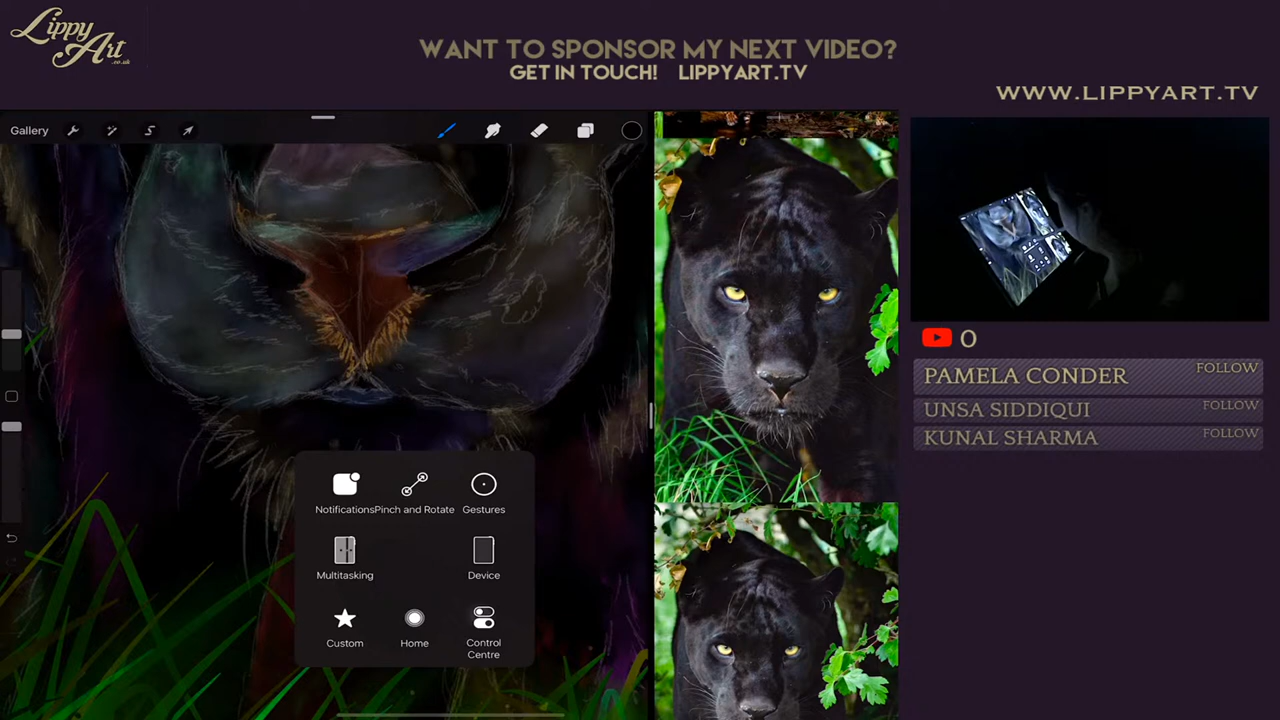 Lippy
Art
.co.uk
WANT TO SPONSOR MY NEXT VIDEO?
GET IN TOUCH! LIPPYART.TV
WWW.LIPPYART.TV
Gallery
0
PAMELA CONDER FOLLOW
UNSA SIDDIQUI FOLLOW
KUNAL SHARMA FOLLOW
Notifications Pinch and Rotate Gestures
Multitasking Device
Custom Home Control
Centre